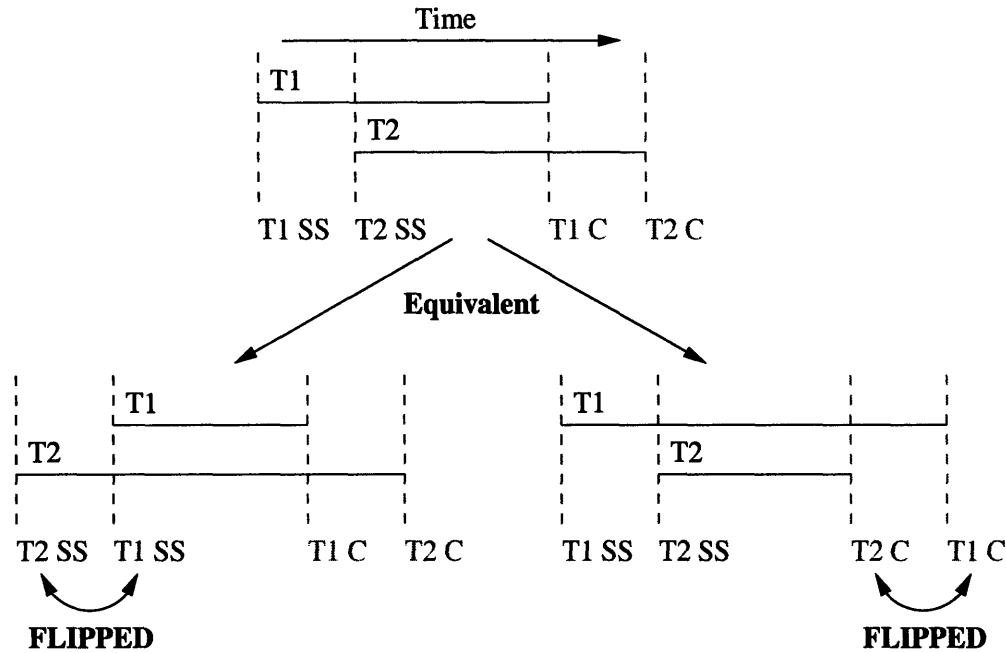 Time
T1
T2
T1 SS T2 SS T1 C T2 C
Equivalent
T1
T2
T2 SS T1 SS T1 C T2 C
FLIPPED
T1
T2
T1 SS T2 SS T2 C T1 C
FLIPPED